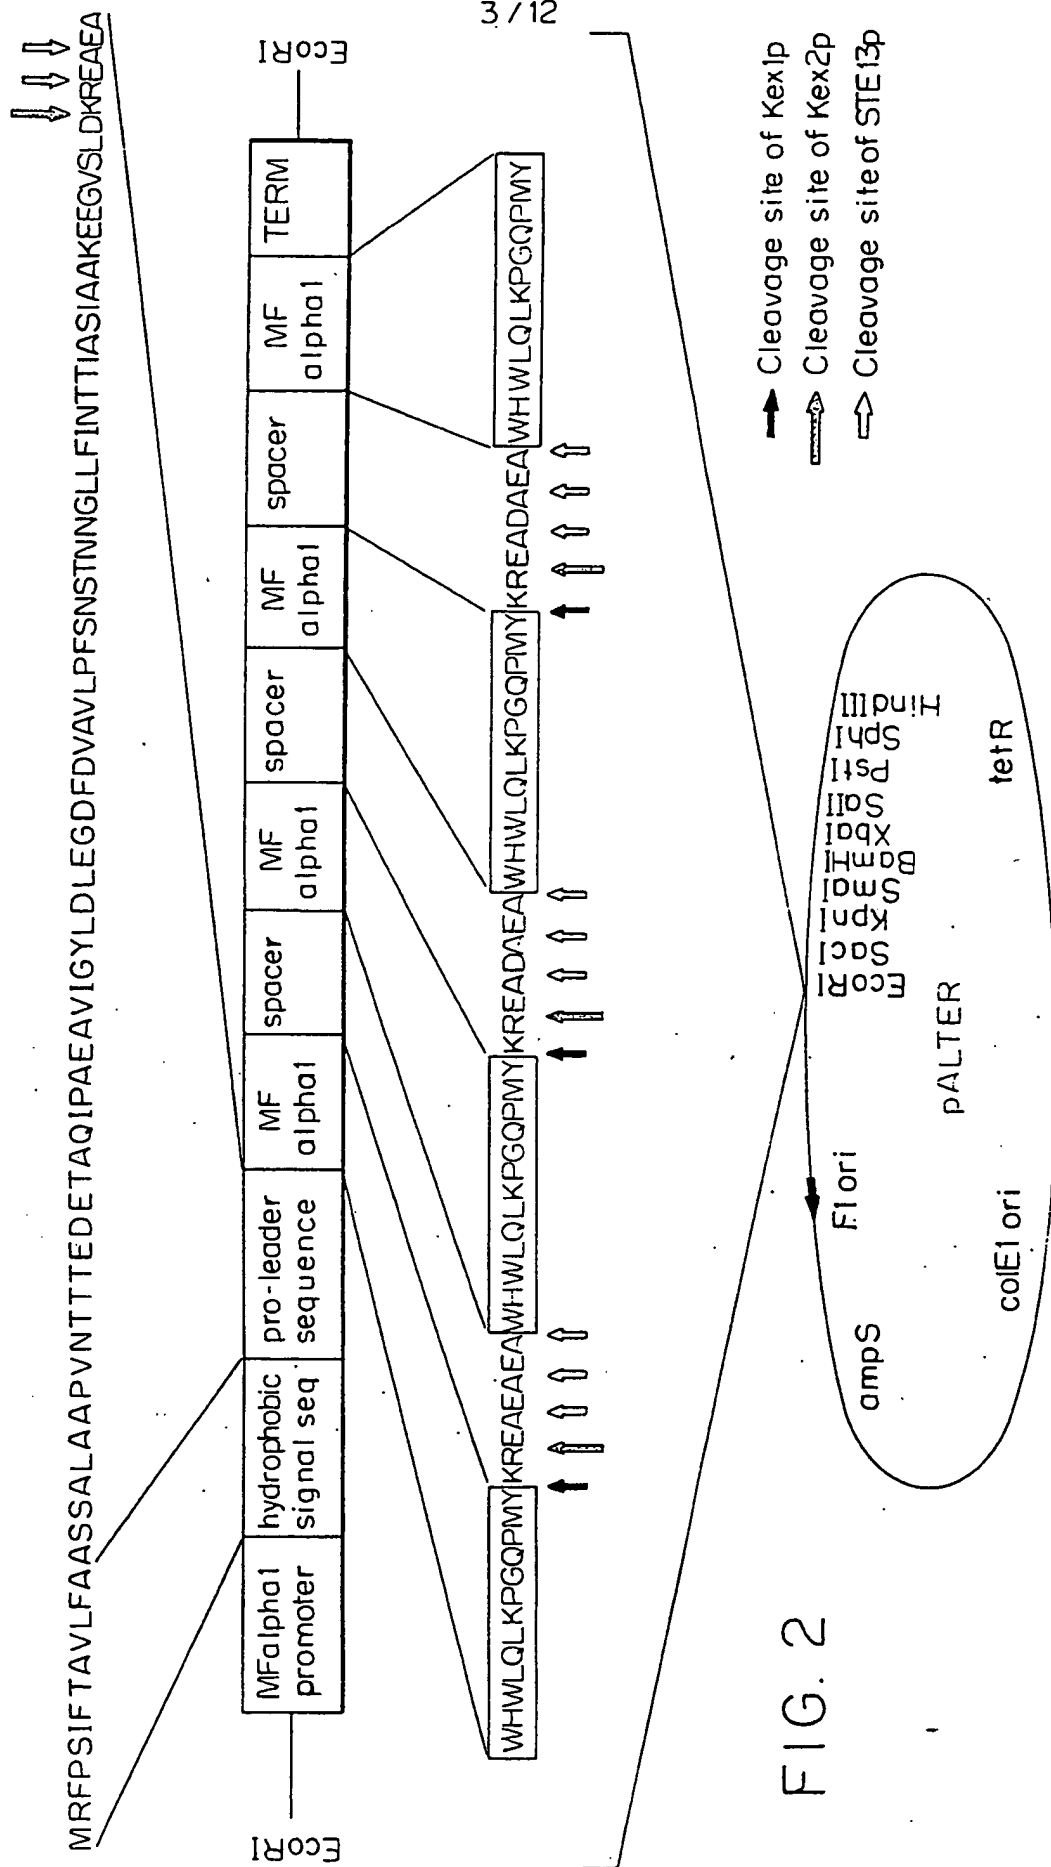 3/12
MRFPSIFTAVLFAASSALAAPVNTTTEDETAQIPAEAVIGYLDLEGDFDVAVLPFSNSTNNGLLFINTTIASIAAKEEGVSLDKREAEA
EcoRI
MFalpha1 promoter
hydrophobic signal seq
pro-leader sequence
MF alpha1
spacer
MF alpha1
spacer
MF alpha1
spacer
MF alpha1
TERM
EcoRI
WHWLQLKPGQPMY KREAEAEA WHWLQLKPGQPMY KREADAEA WHWLQLKPGQPMY KREADAEA WHWLQLKPGQPMY
Cleavage site of Kex1p
Cleavage site of Kex2p
Cleavage site of STE13p
FIG. 2
ampS
F1 ori
EcoRI
SacI
KpnI
SmaI
BamHI
XbaI
SalI
PstI
SphI
HindIII
pALTER
colE1 ori
tetR